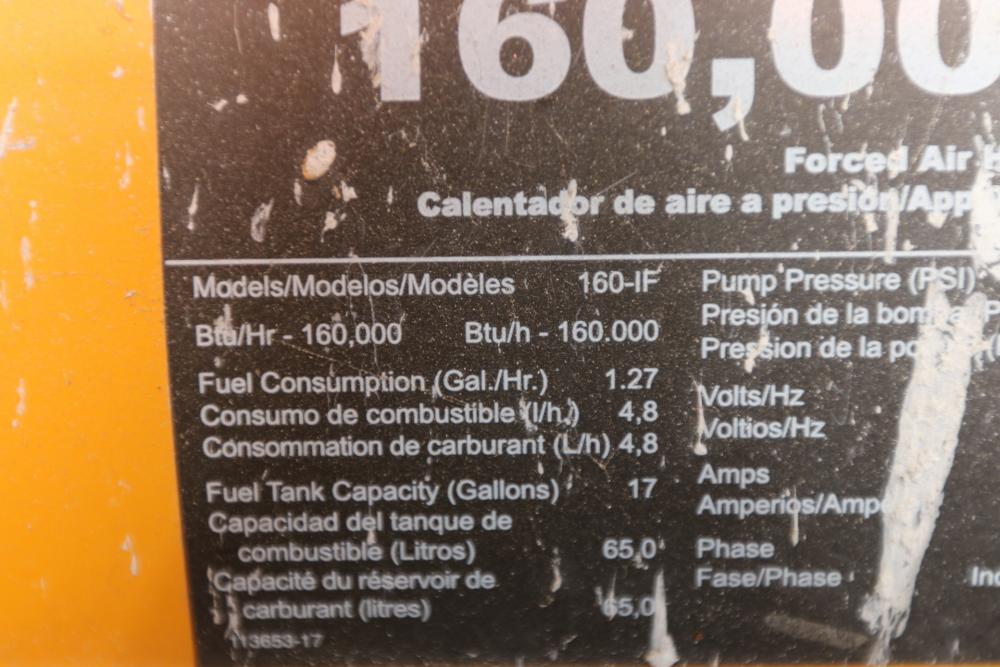 160,00
Forced Air
Calentador de aire a presión/App
Models/Modelos/Modèles 160-IF
Btu/Hr - 160,000 Btu/h - 160.000
Fuel Consumption (Gal./Hr.) 1.27
Consumo de combustible (l/h.) 4,8
Consommation de carburant (L/h) 4,8
Fuel Tank Capacity (Gallons) 17
Capacidad del tanque de
combustible (Litros) 65,0
Capacité du réservoir de
carburant (litres) 65,0
113653-17
Pump Pressure (PSI)
Presión de la bomba
Pression de la
Volts/Hz
Voltios/Hz
Amps
Amperios/Ampe
Phase
Fase/Phase